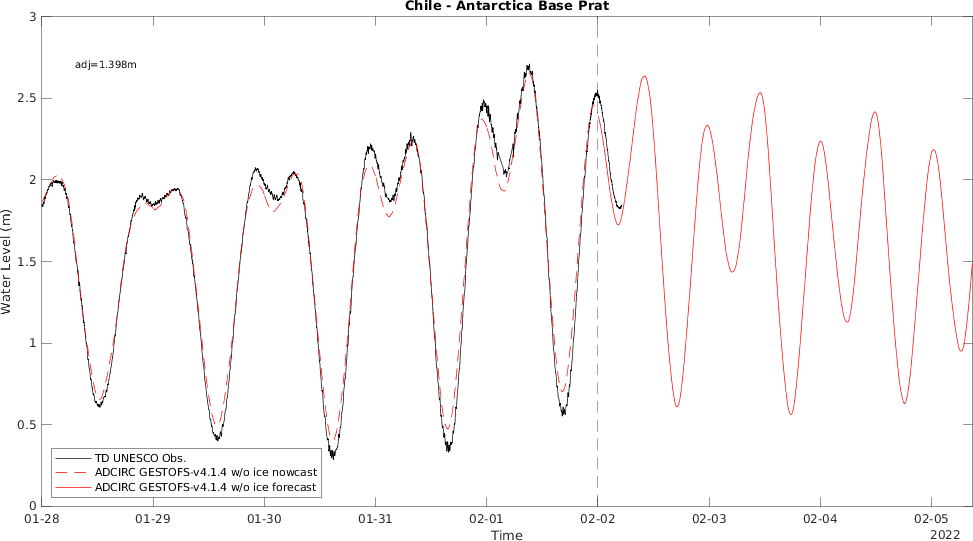 Chile - Antarctica Base Prat
adj=1.398m
3
2.5
2
1.5
1
0.5
0
Water Level (m)
TD UNESCO Obs.
ADCIRC GESTOFS-v4.1.4 w/o ice nowcast
ADCIRC GESTOFS-v4.1.4 w/o ice forecast
01-28 01-29 01-30 01-31 02-01 02-02 02-03 02-04 02-05
Time
2022